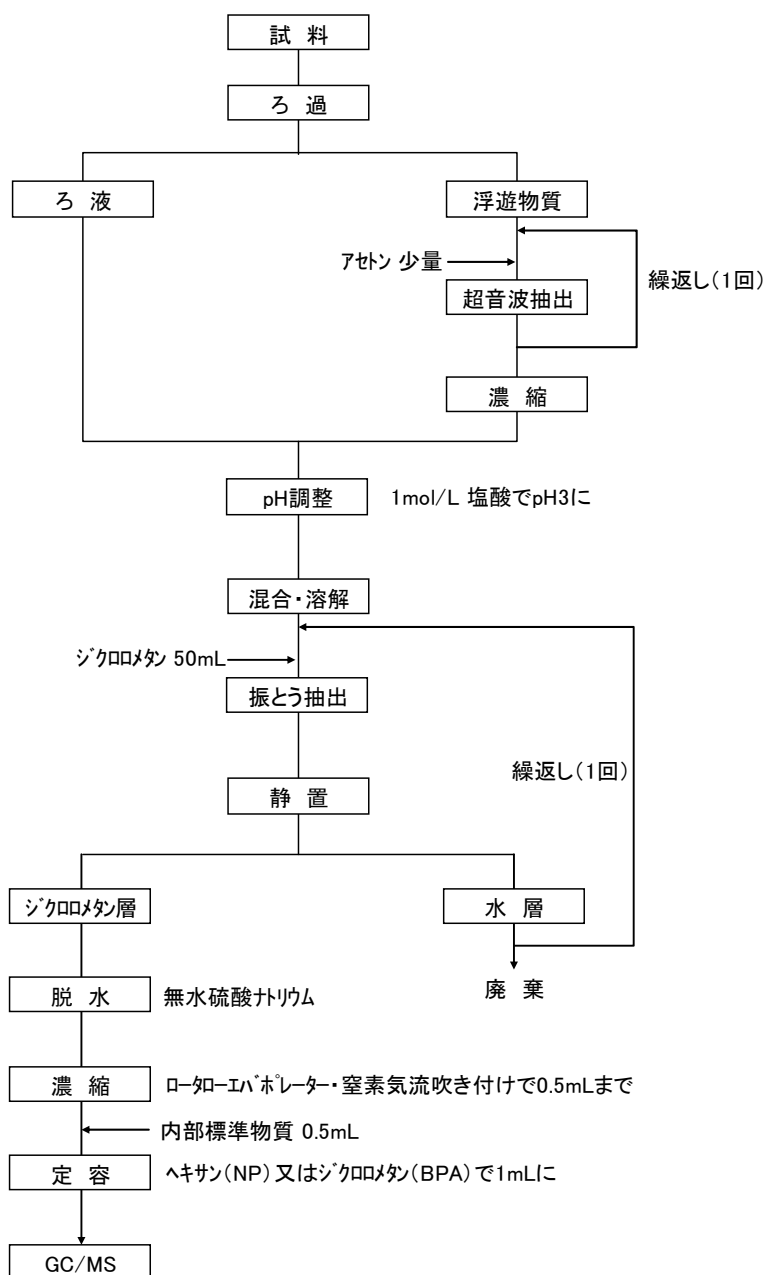 試 料
ろ 過
ろ 液
浮遊物質
アセトン 少量
繰返し(1回)
超音波抽出
濃 縮
pH調整
1mol/L 塩酸でpH3に
混合・溶解
ジクロロメタン 50mL
振とう抽出
繰返し(1回)
静 置
ジクロロメタン層
水 層
廃 棄
脱 水
無水硫酸ナトリウム
濃 縮
ロータローエバポレーター・窒素気流吹き付けで0.5mLまで
内部標準物質 0.5mL
定 容
ヘキサン(NP)又はジクロロメタン(BPA)で1mLに
GC/MS